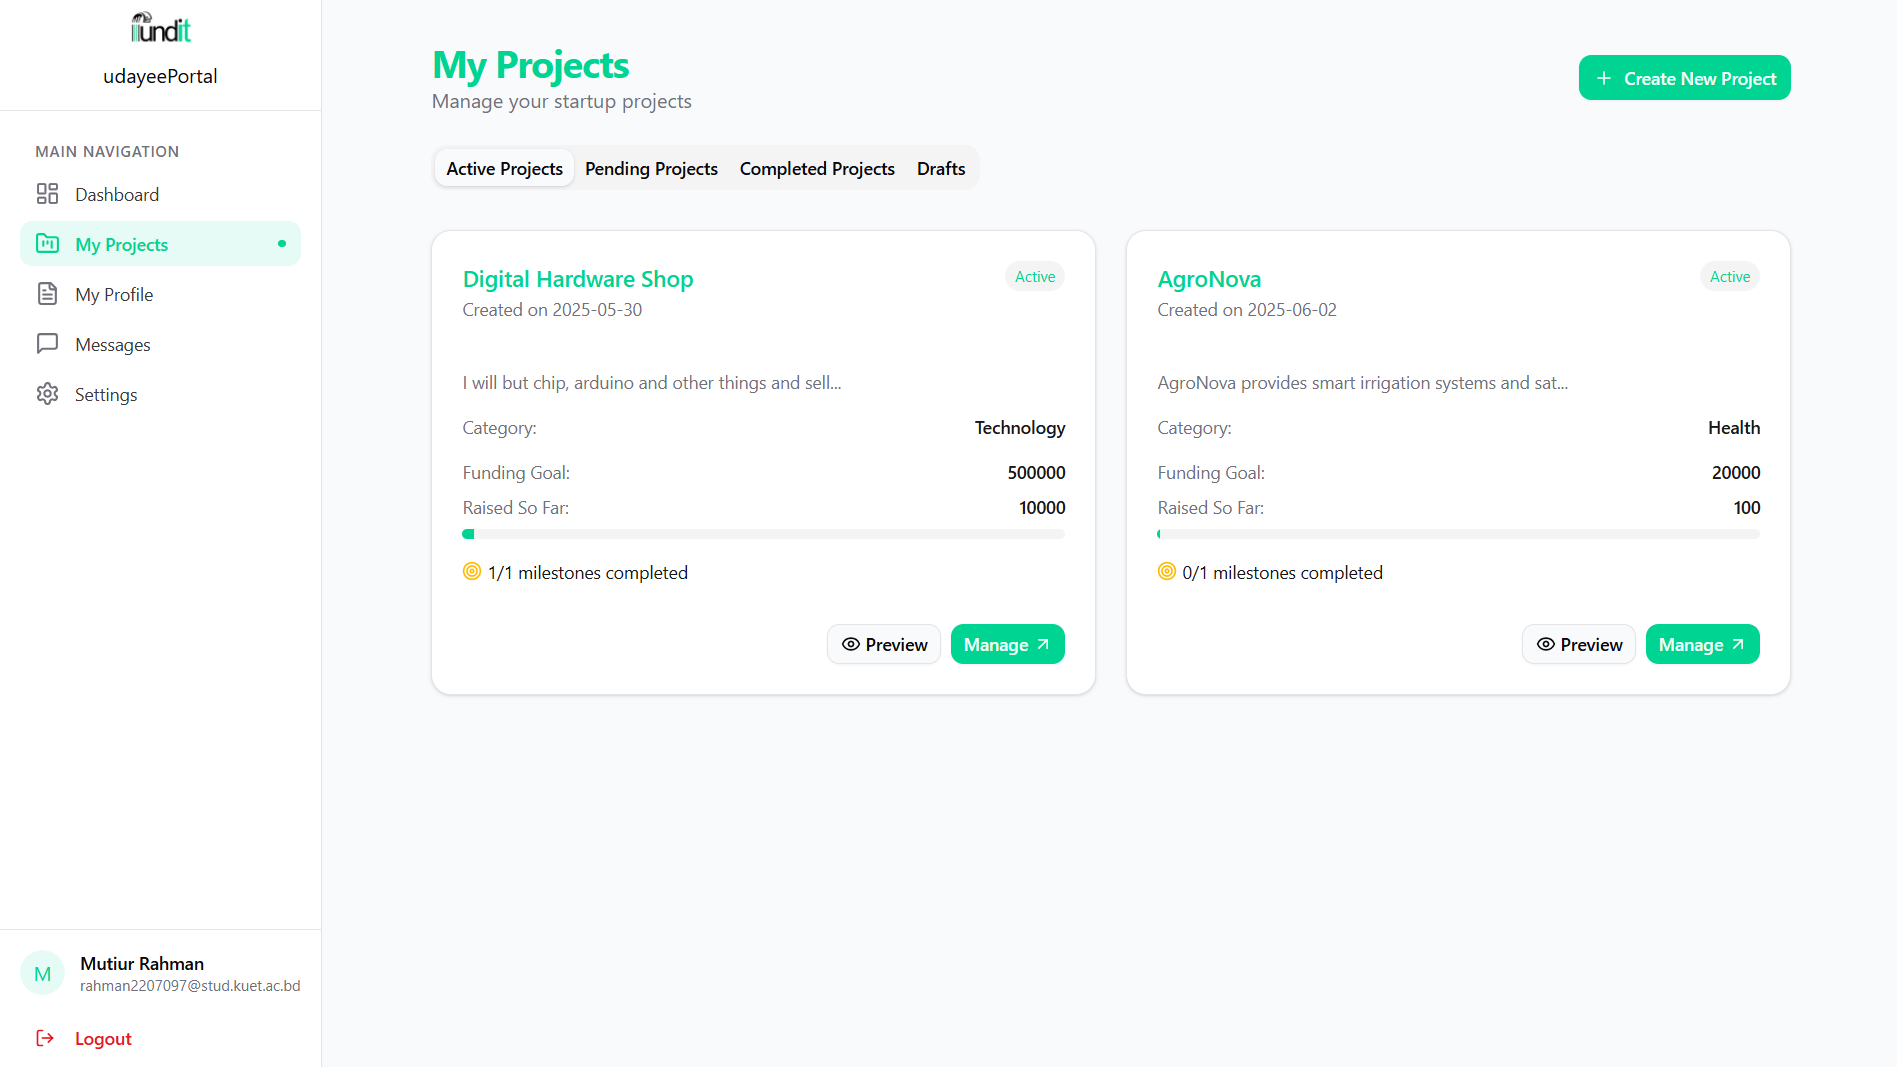 fundit
udayeePortal
MAIN NAVIGATION
Dashboard
My Projects
My Profile
Messages
Settings
Mutiur Rahman
M
rahman2207097@stud.kuet.ac.bd
Logout
My Projects
Manage your startup projects
Create New Project
Active Projects Pending Projects Completed Projects Drafts
Digital Hardware Shop
Active
Created on 2025-05-30
I will but chip, arduino and other things and sell...
Category: Technology
Funding Goal: 500000
Raised So Far: 10000
1/1 milestones completed
Preview Manage
AgroNova
Active
Created on 2025-06-02
AgroNova provides smart irrigation systems and sat...
Category: Health
Funding Goal: 20000
Raised So Far: 100
0/1 milestones completed
Preview Manage